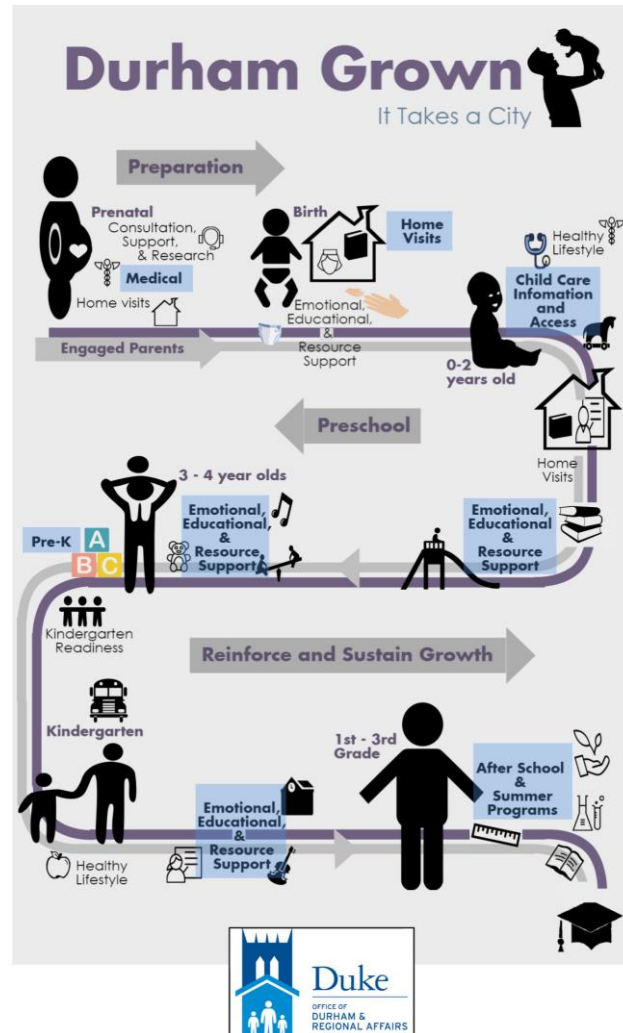 Durham Grown
It Takes a City
Preparation
Prenatal
Consultation,
Support,
& Research
Medical
Home visits
Birth
Home
Visits
Emotional,
Educational,
&
Resource
Support
Healthy
Lifestyle
Child Care
Infomation
and
Access
Engaged Parents
0-2
years old
Preschool
Home
Visits
3 - 4 year olds
Emotional,
Educational,
&
Resource
Support
Emotional,
Educational
&
Resource
Support
Pre-K
A
B C
Kindergarten
Readiness
Reinforce and Sustain Growth
Kindergarten
1st - 3rd
Grade
After School
&
Summer
Programs
Emotional,
Educational,
&
Resource
Support
Healthy
Lifestyle
Duke
OFFICE OF
DURHAM &
REGIONAL AFFAIRS